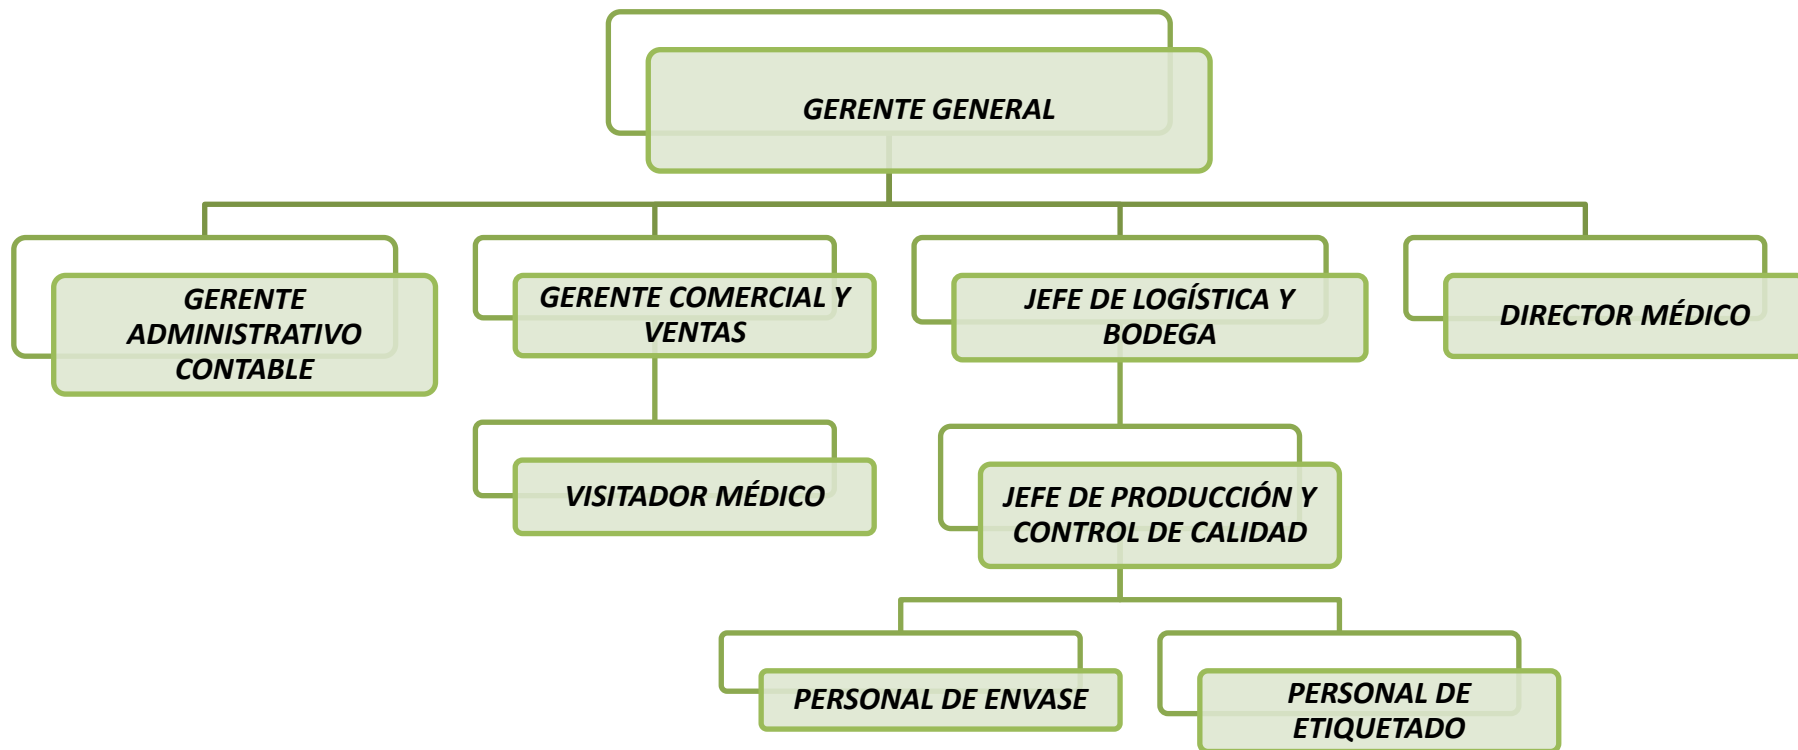 GERENTE GENERAL
GERENTE
ADMINISTRATIVO
CONTABLE
GERENTE COMERCIAL Y
VENTAS
JEFE DE LOGÍSTICA Y
BODEGA
DIRECTOR MÉDICO
VISITADOR MÉDICO
JEFE DE PRODUCCIÓN Y
CONTROL DE CALIDAD
PERSONAL DE ENVASE
PERSONAL DE
ETIQUETADO